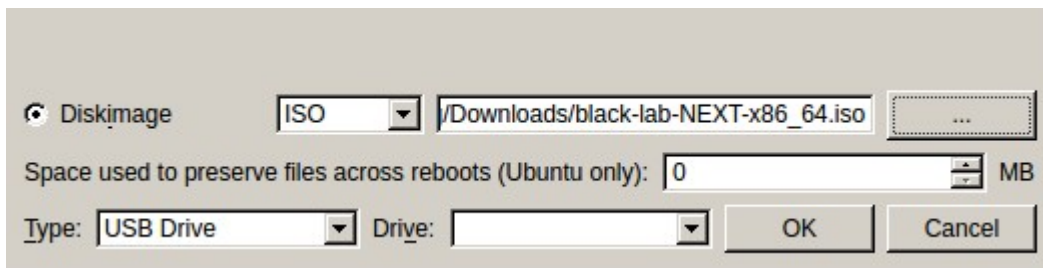 Diskimage ISO /Downloads/black-lab-NEXT-x86_64.iso ...
Space used to preserve files across reboots (Ubuntu only): 0 MB
Type: USB Drive Drive: OK Cancel